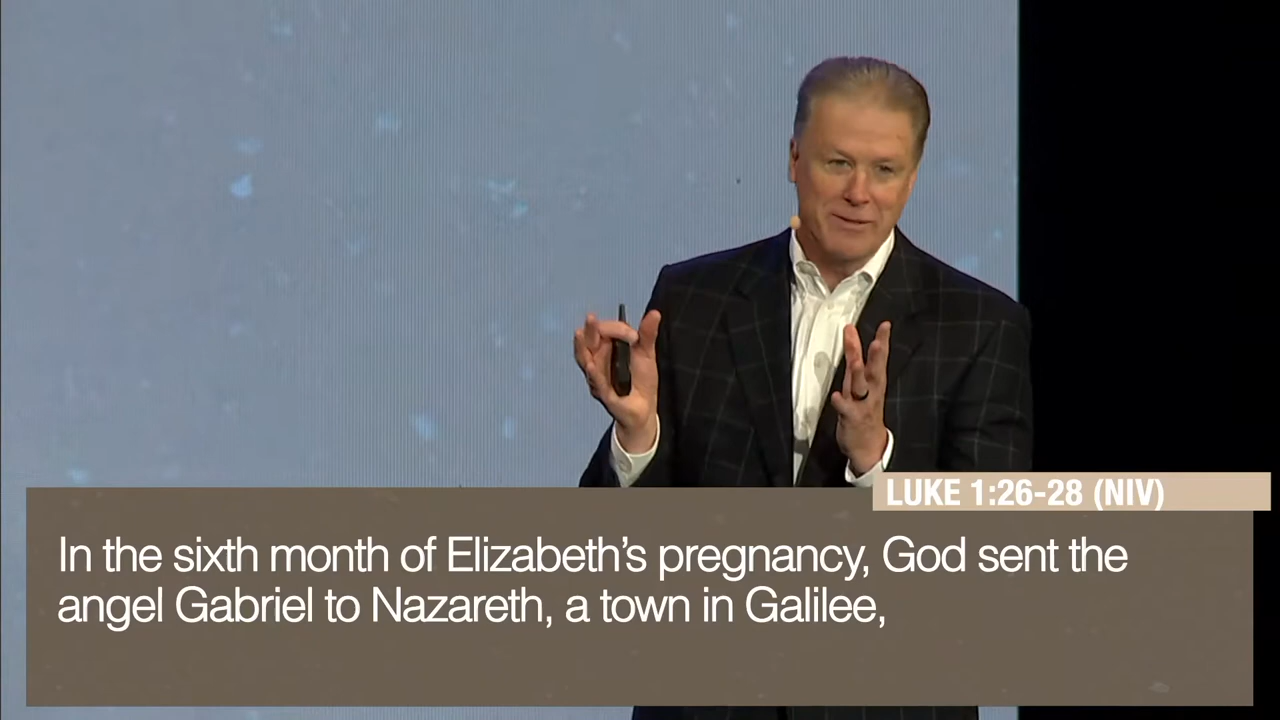 LUKE 1:26-28 (NIV)
In the sixth month of Elizabeth’s pregnancy, God sent the
angel Gabriel to Nazareth, a town in Galilee,